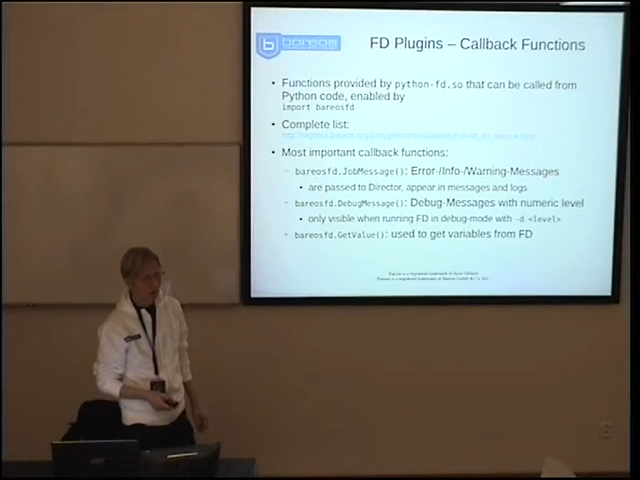 bareos
FD Plugins – Callback Functions
• Functions provided by python-fd.so that can be called from
Python code, enabled by
import bareosfd
• Complete list:
• Most important callback functions:
– bareosfd.JobMessage(): Error-/Info-/Warning-Messages
• are passed to Director, appear in messages and logs
– bareosfd.DebugMessage(): Debug-Messages with numeric level
• only visible when running FD in debug-mode with -d <level>
– bareosfd.GetValue(): used to get variables from FD